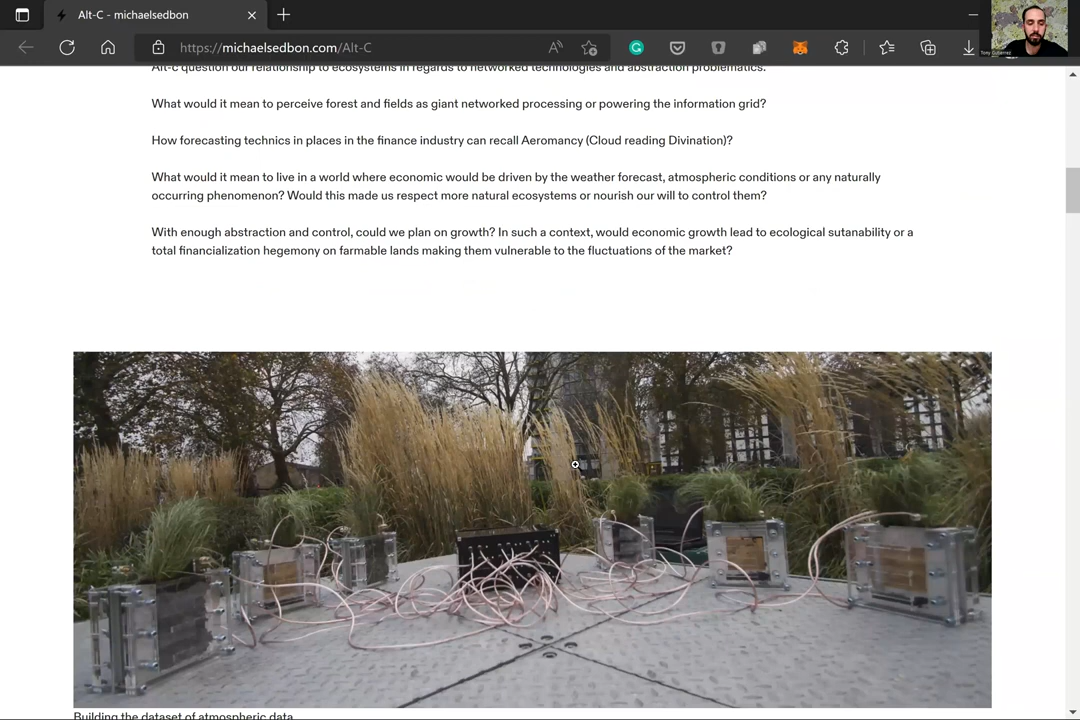 Alt-C - michaelsedbon
https://michaelsedbon.com/Alt-C
Tony Gutierrez
Alt-c question our relationship to ecosystems in regards to networked technologies and abstraction problematics.
What would it mean to perceive forest and fields as giant networked processing or powering the information grid?
How forecasting technics in places in the finance industry can recall Aeromancy (Cloud reading Divination)?
What would it mean to live in a world where economic would be driven by the weather forecast, atmospheric conditions or any naturally
occurring phenomenon? Would this made us respect more natural ecosystems or nourish our will to control them?
With enough abstraction and control, could we plan on growth? In such a context, would economic growth lead to ecological sutanability or a
total financialization hegemony on farmable lands making them vulnerable to the fluctuations of the market?
Building the dataset of atmospheric data